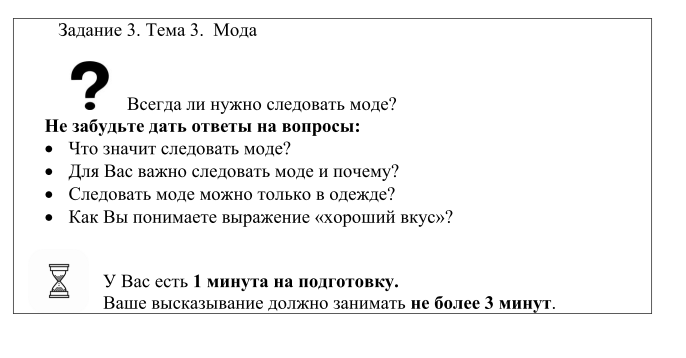 Задание 3. Тема 3. Мода
? Всегда ли нужно следовать моде?
Не забудьте дать ответы на вопросы:
• Что значит следовать моде?
• Для Вас важно следовать моде и почему?
• Следовать моде можно только в одежде?
• Как Вы понимаете выражение «хороший вкус»?
У Вас есть 1 минута на подготовку.
Ваше высказывание должно занимать не более 3 минут.